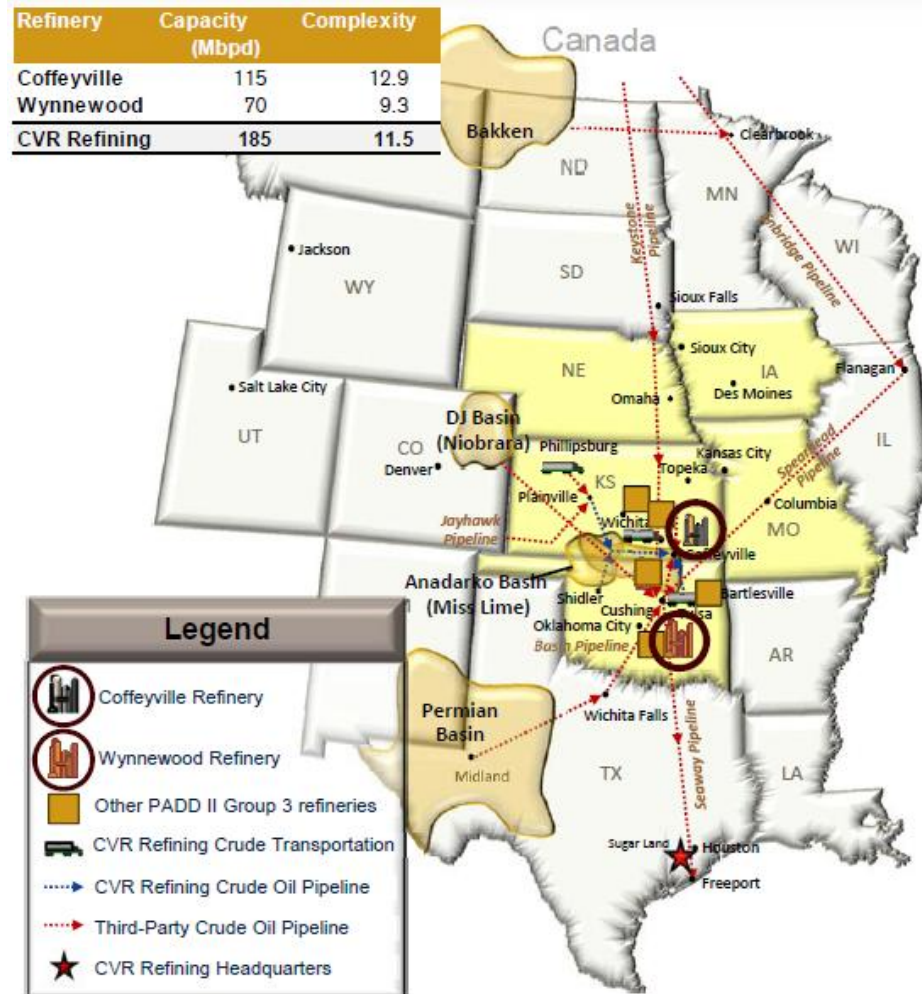 Refinery Capacity Complexity
(Mbpd)
Coffeyville 115 12.9
Wynnewood 70 9.3
CVR Refining 185 11.5
Canada
Bakken
Clearbrook
ND
MN
Keystone
Pipeline
Enbridge Pipeline
WI
Jackson
WY
SD
Sioux Falls
Sioux City
NE
IA
Flanagan
Des Moines
Omaha
Salt Lake City
UT
DJ Basin
(Niobrara)
CO
Denver
IL
Spearhead
Pipeline
Phillipsburg
Kansas City
Topeka
KS
Plainville
Columbia
MO
Wichita
Jayhawk
Pipeline
Coffeyville
Anadarko Basin
(Miss Lime)
Shidler
Bartlesville
Cushing
Oklahoma City
Basin Pipeline
AR
Wichita Falls
Permian
Basin
Midland
TX
Seaway Pipeline
LA
Sugar Land
Houston
Freeport
Legend
Coffeyville Refinery
Wynnewood Refinery
Other PADD II Group 3 refineries
CVR Refining Crude Transportation
CVR Refining Crude Oil Pipeline
Third-Party Crude Oil Pipeline
CVR Refining Headquarters